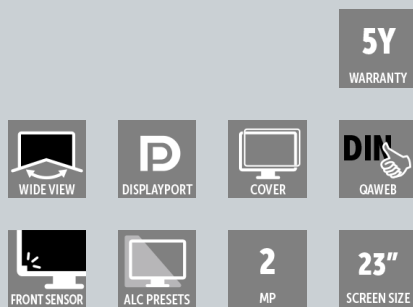 5Y
WARRANTY
WIDE VIEW
DISPLAYPORT
COVER
DIN
QAWEB
FRONT SENSOR
ALC PRESETS
2
MP
23"
SCREEN SIZE